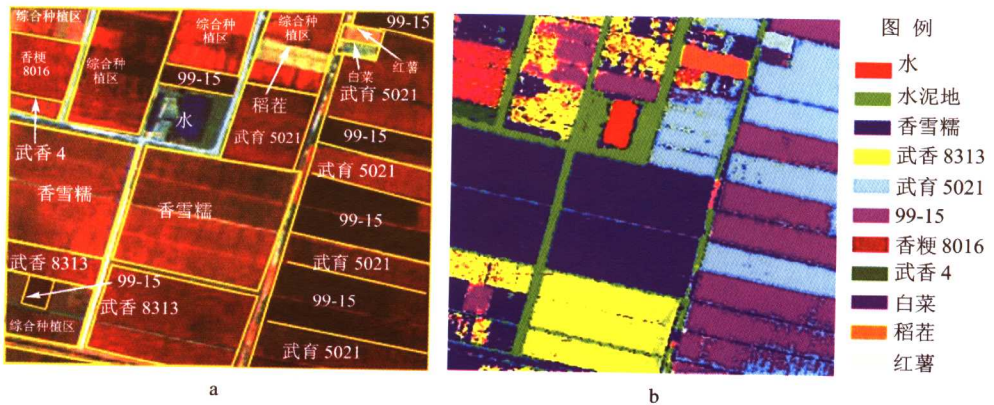 综合种植区
综合种植区
综合种植区
99-15
香粳
8016
综合种植区
99-15
稻茬
白菜
红薯
武育 5021
水
武育 5021
99-15
武香 4
武育 5021
香雪糯
香雪糯
99-15
武香 8313
武育 5021
99-15
武香 8313
99-15
综合种植区
武育 5021
a
b
图 例
水
水泥地
香雪糯
武香 8313
武育 5021
99-15
香粳 8016
武香 4
白菜
稻茬
红薯